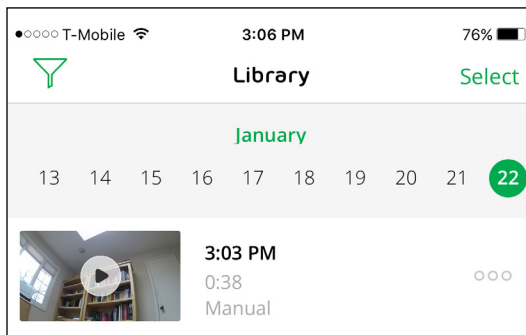 T-Mobile 3:06 PM 76%
Library Select
January
13 14 15 16 17 18 19 20 21 22
3:03 PM
0:38
Manual